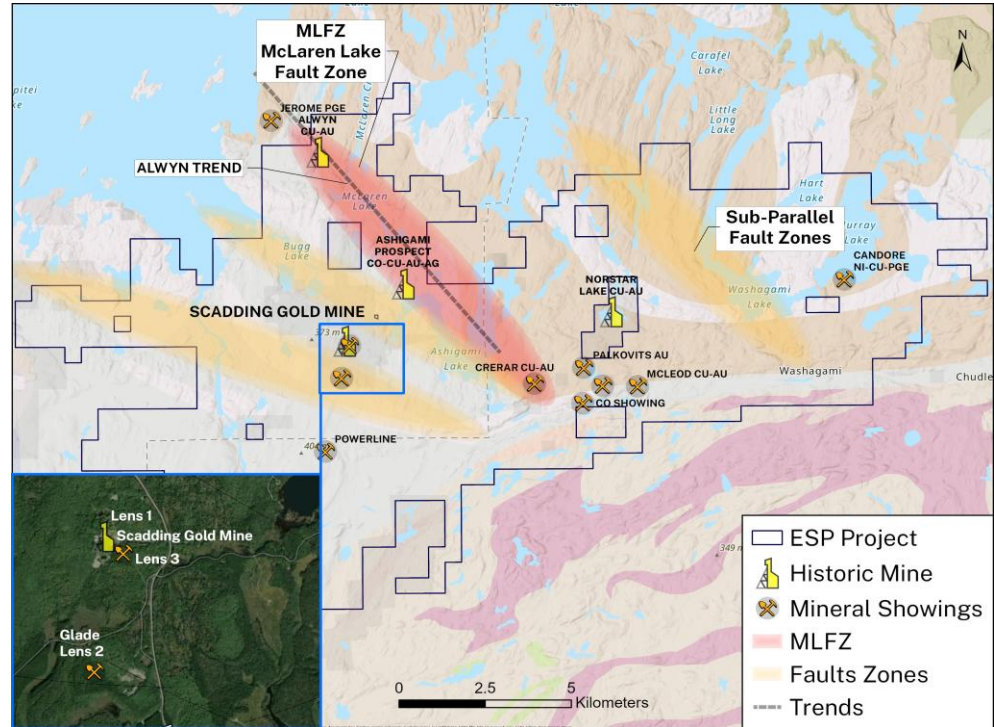 MLFZ
McLaren Lake
Fault Zone
N
Carafel
Lake
Little
Long
Lake
JEROME PGE
ALWYN
CU-AU
ALWYN TREND
McLaren
Lake
Hart
Lake
Sub-Parallel
Fault Zones
Bugg
Lake
ASHIGAMI
PROSPECT
CO-CU-AU-AG
CANDORE
NI-CU-PGE
NORSTAR
LAKE CU-AU
Washagami
Lake
SCADDING GOLD MINE
373 m
Ashigami
Lake
PALKOVITS AU
CRERAR CU-AU
MCLEOD CU-AU
Washagami
CO SHOWING
POWERLINE
349 m
Lens 1
Scadding Gold Mine
Lens 3
Glade
Lens 2
0 2.5 5
Kilometers
ESP Project
Historic Mine
Mineral Showings
MLFZ
Faults Zones
Trends